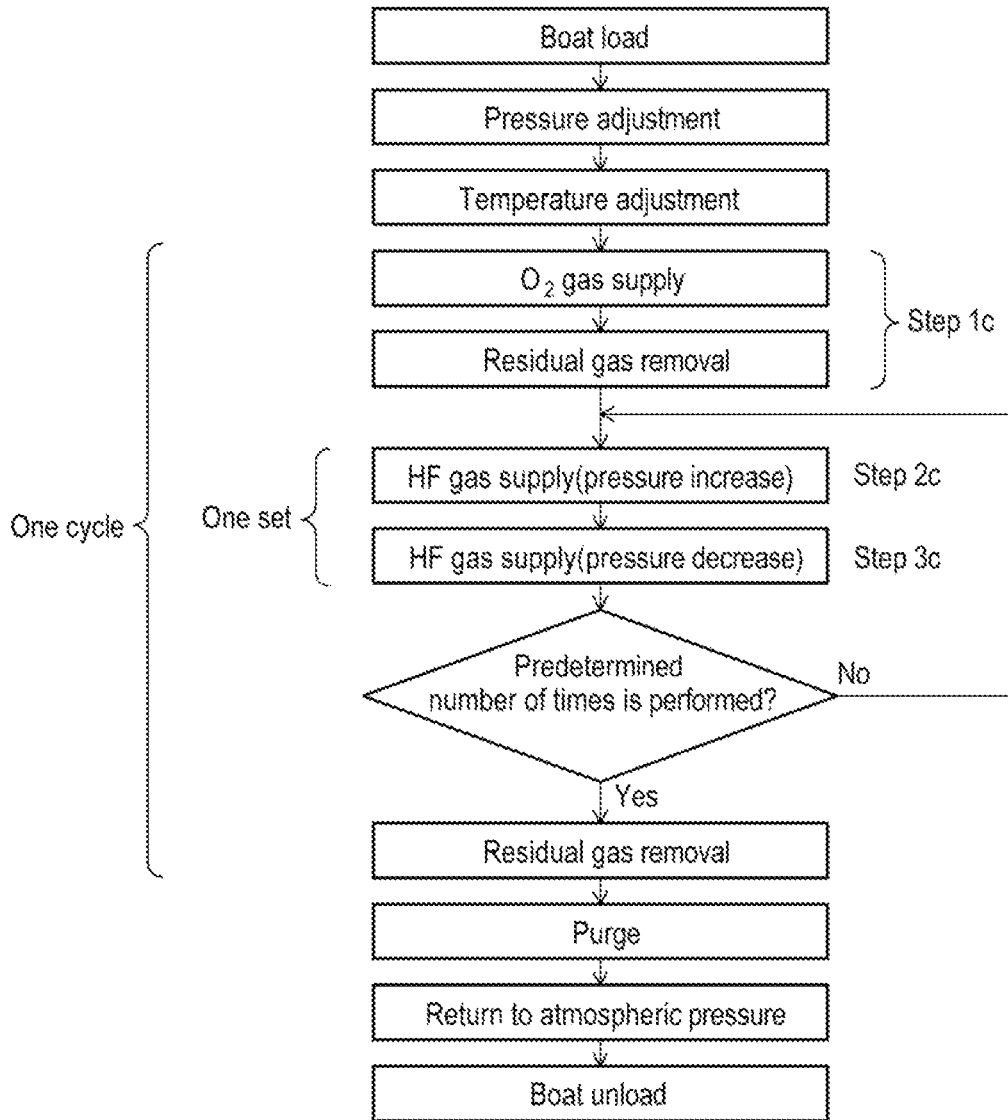 Boat load
Pressure adjustment
Temperature adjustment
O₂ gas supply
Step 1c
Residual gas removal
HF gas supply(pressure increase)
Step 2c
One cycle
One set
HF gas supply(pressure decrease)
Step 3c
Predetermined
number of times is performed?
No
Yes
Residual gas removal
Purge
Return to atmospheric pressure
Boat unload